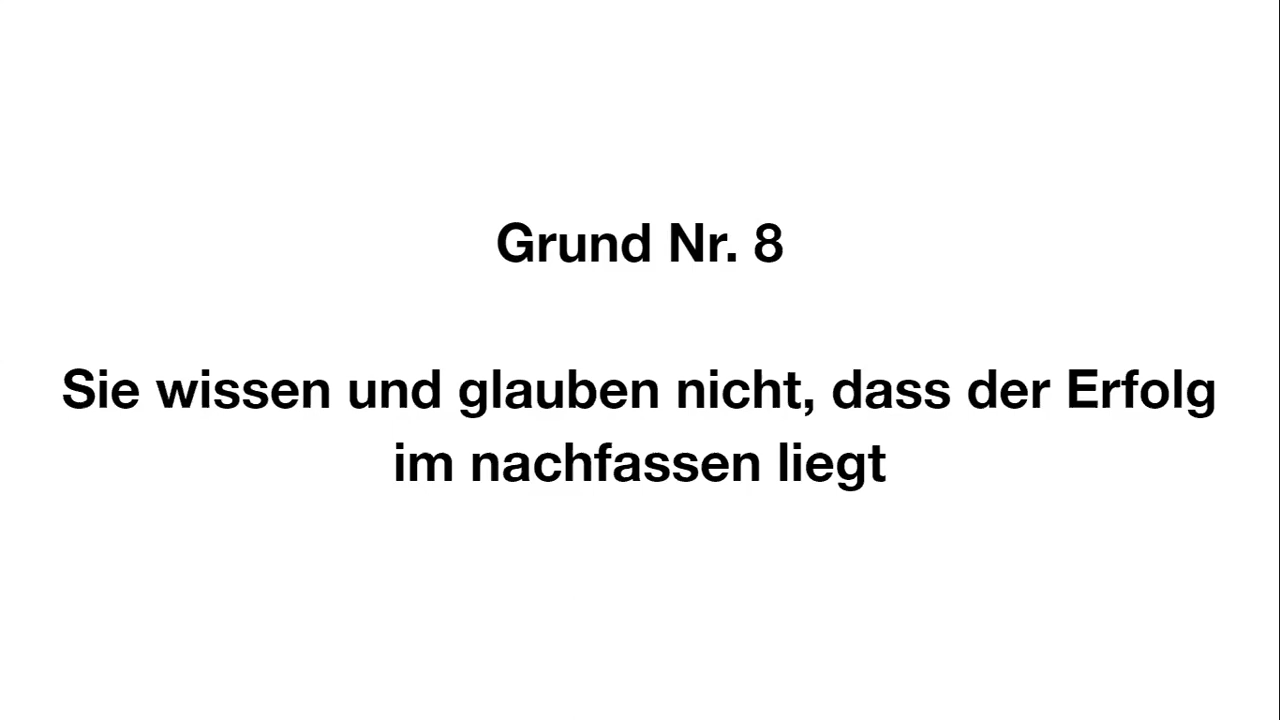 Grund Nr. 8
Sie wissen und glauben nicht, dass der Erfolg
im nachfassen liegt